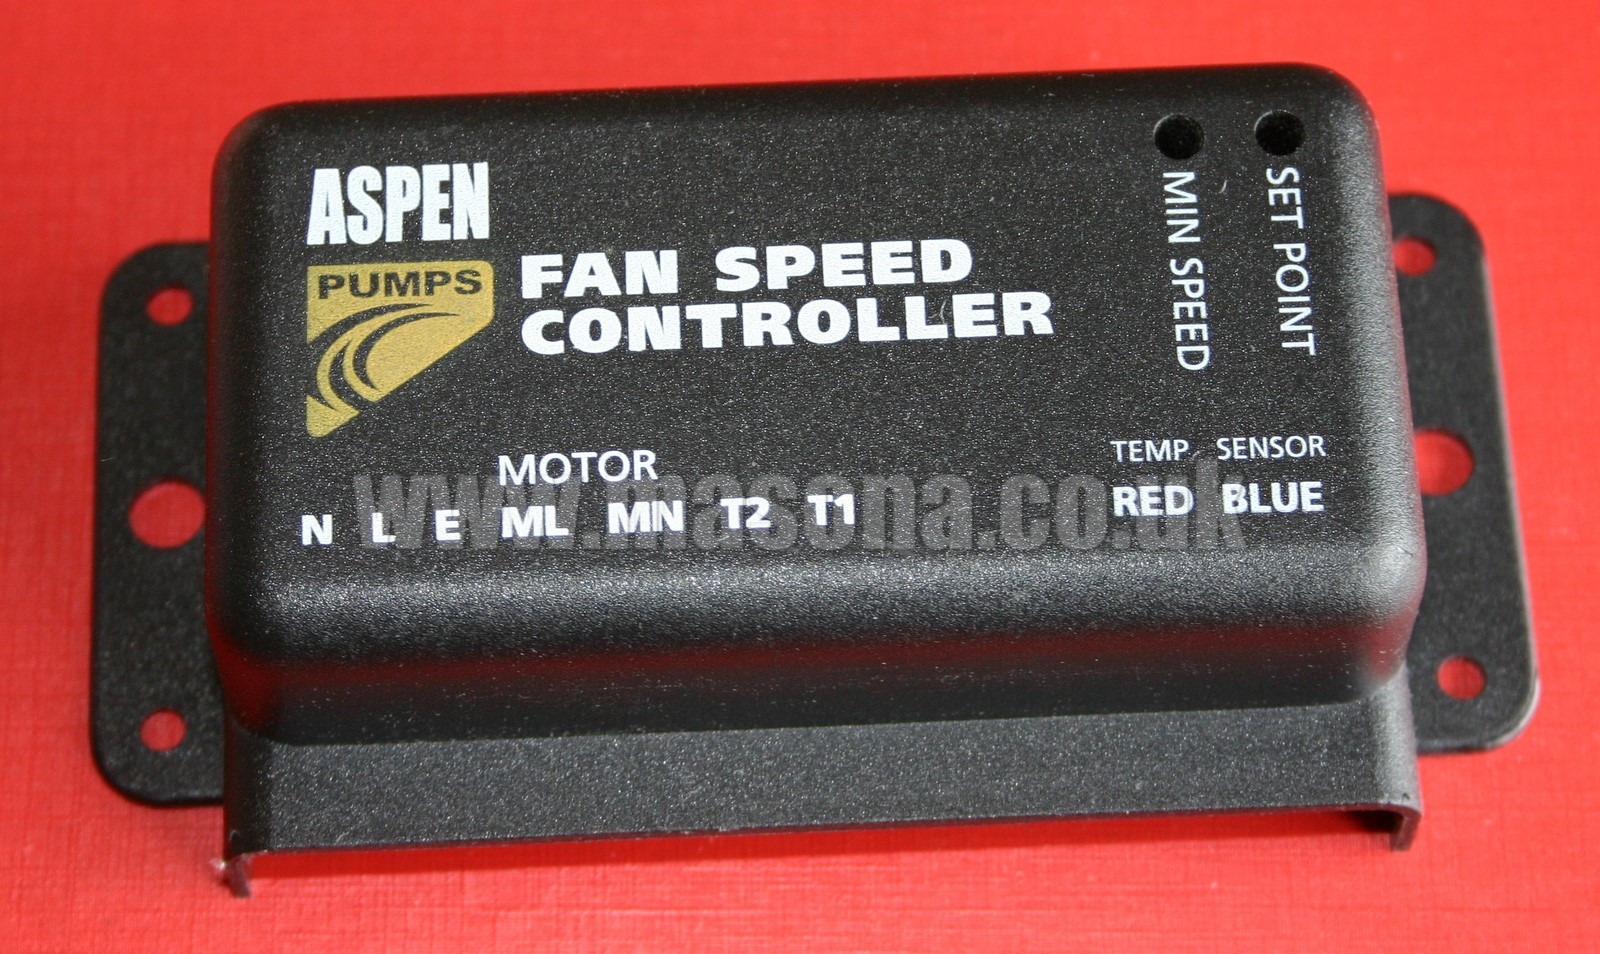 ASPEN
PUMPS
FAN SPEED
CONTROLLER
MIN SPEED
SET POINT
MOTOR
N L E ML MN T2 T1
TEMP SENSOR
RED BLUE
www.masona.co.uk